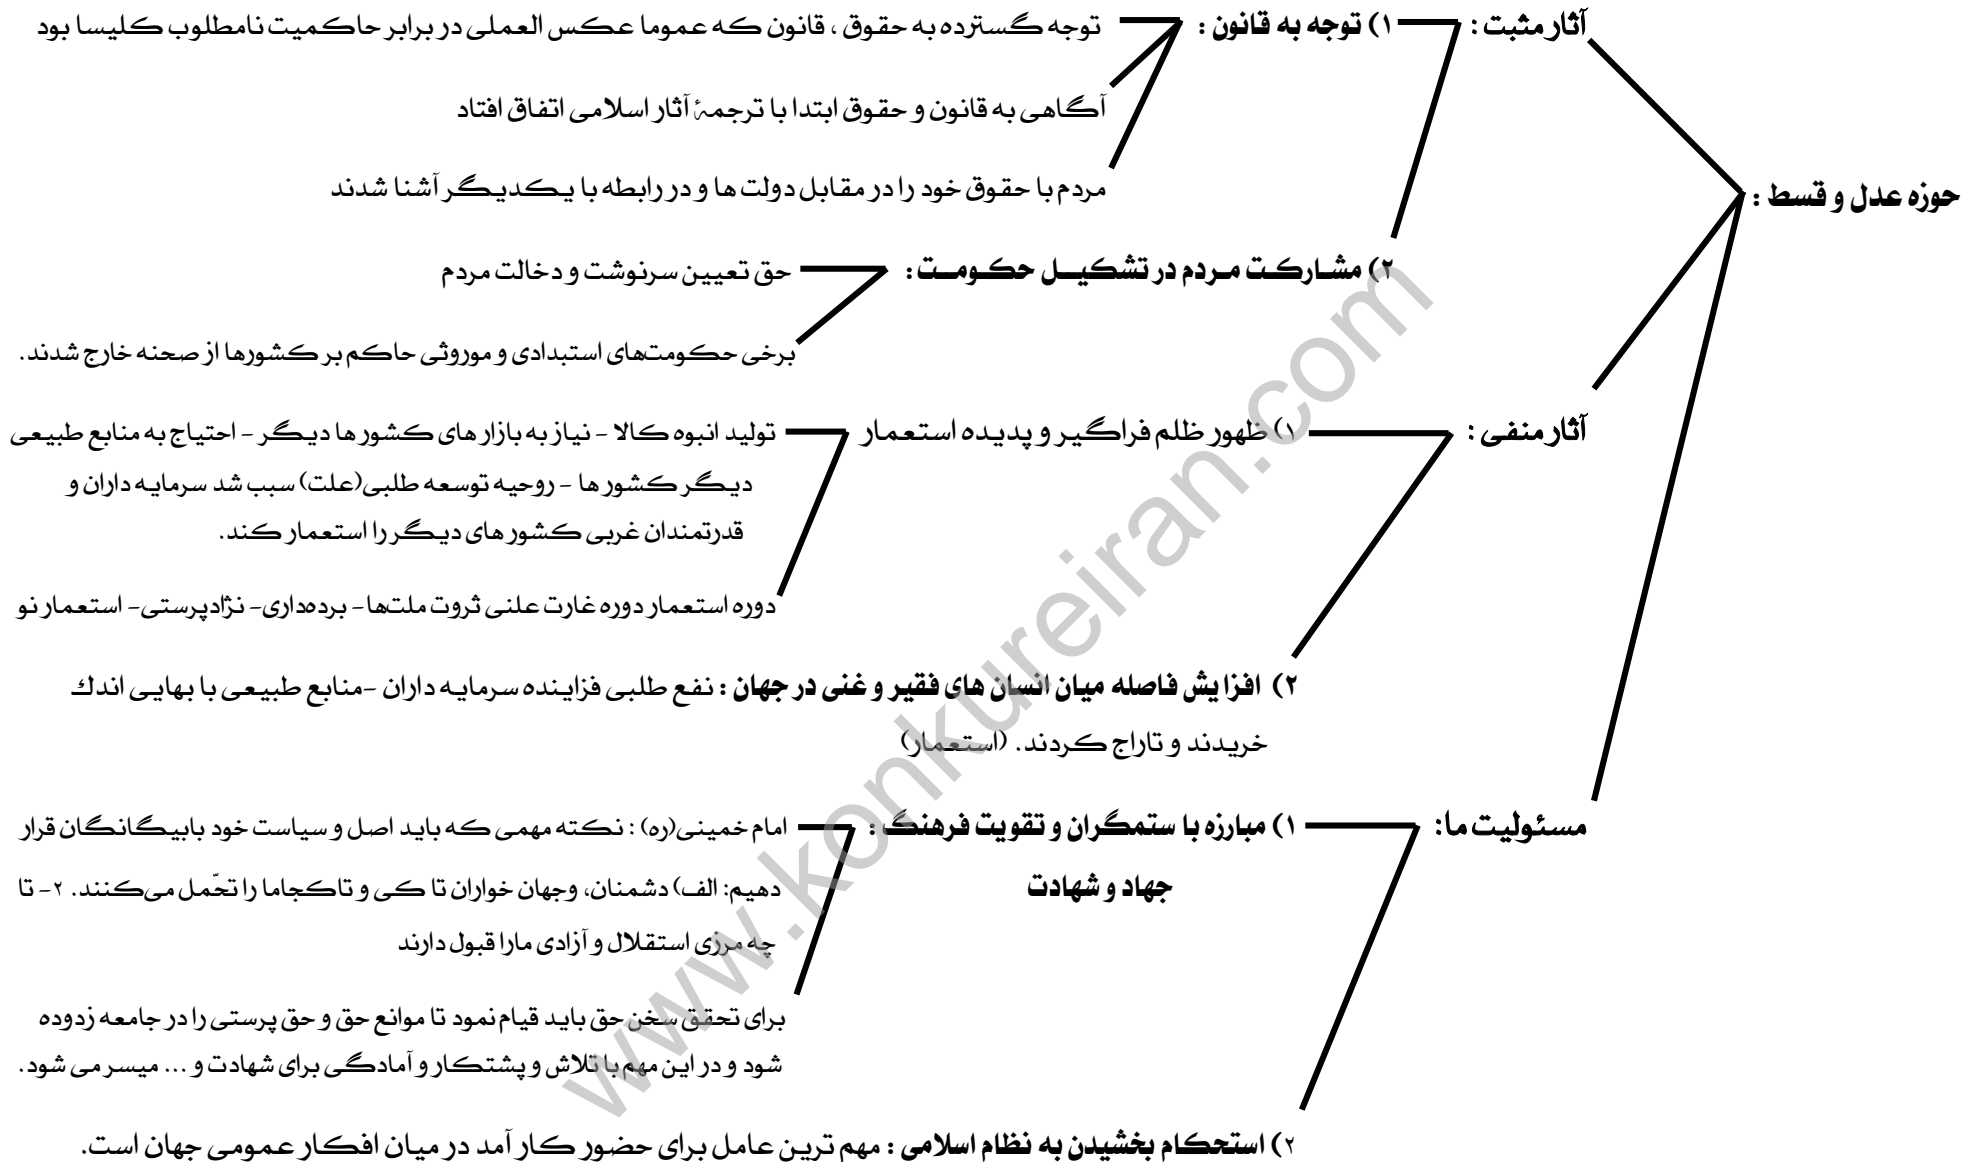 حوزه عدل و قسط :
آثار مثبت :
۱) توجه به قانون :
توجه گسترده به حقوق ، قانون که عموما عکس العملی در برابر حاکمیت نامطلوب کلیسا بود
آگاهی به قانون و حقوق ابتدا با ترجمهٔ آثار اسلامی اتفاق افتاد
مردم با حقوق خود را در مقابل دولت ها و در رابطه با یکدیگر آشنا شدند
۲) مشارکت مردم در تشکیل حکومت :
حق تعیین سرنوشت و دخالت مردم
برخی حکومت‌های استبدادی و موروثی حاکم بر کشورها از صحنه خارج شدند.
آثار منفی :
۱) ظهور ظلم فراگیر و پدیده استعمار
تولید انبوه کالا - نیاز به بازار های کشور ها دیگر - احتیاج به منابع طبیعی
دیگر کشور ها - روحیه توسعه طلبی(علت) سبب شد سرمایه داران و
قدرتمندان غربی کشور های دیگر را استعمار کند.
دوره استعمار دوره غارت علنی ثروت ملت‌ها - برده‌داری- نژادپرستی- استعمار نو
۲) افزایش فاصله میان انسان های فقیر و غنی در جهان : نفع طلبی فزاینده سرمایه داران -منابع طبیعی با بهایی اندك
خریدند و تاراج کردند. (استعمار)
مسئولیت ما:
۱) مبارزه با ستمگران و تقویت فرهنگ :
جهاد و شهادت
امام خمینی(ره) : نکته مهمی که باید اصل و سیاست خود بابیگانگان قرار
دهیم: الف) دشمنان، وجهان خواران تا کی و تاکجاما را تحّمل می‌کنند. ۲- تا
چه مرزی استقلال و آزادی مارا قبول دارند
برای تحقق سخن حق باید قیام نمود تا موانع حق و حق پرستی را در جامعه زدوده
شود و در این مهم با تلاش و پشتکار و آمادگی برای شهادت و ... میسر می شود.
۲) استحکام بخشیدن به نظام اسلامی : مهم ترین عامل برای حضور کار آمد در میان افکار عمومی جهان است.
www.konkureiran.com